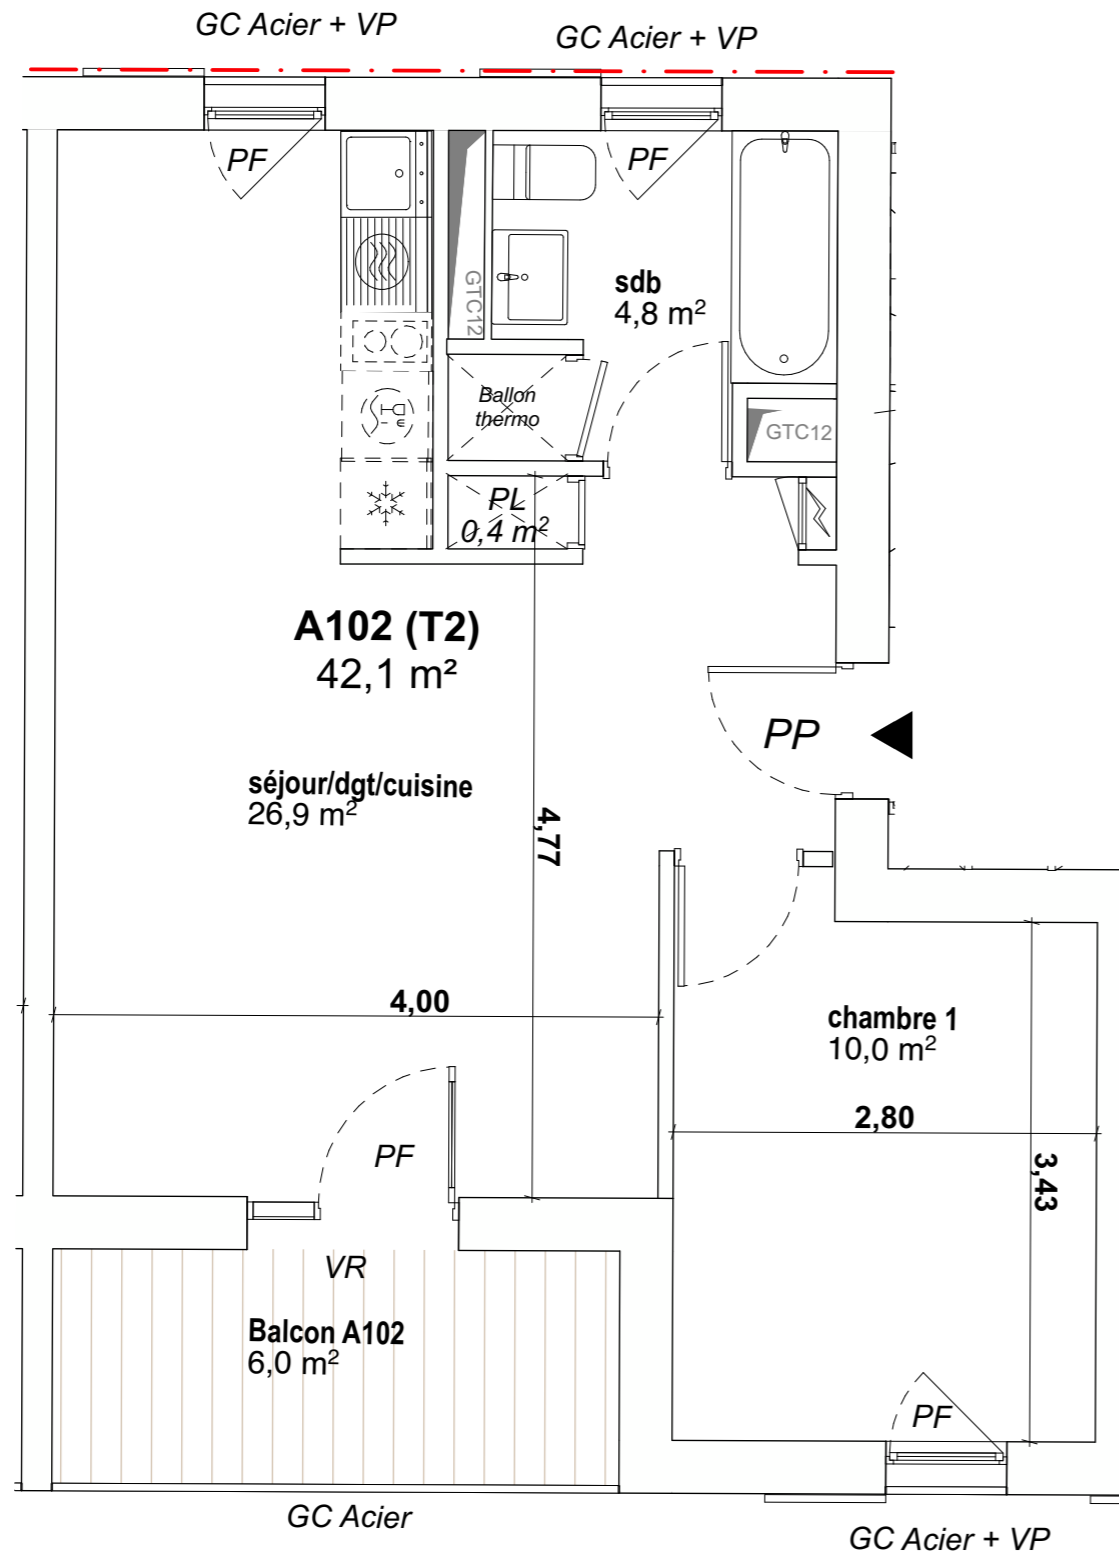 GC Acier + VP
GC Acier + VP
PF
PF
GTC12
sdb
4,8 m²
Ballon
thermo
GTC12
PL
0,4 m²
A102 (T2)
42,1 m²
PP
séjour/dgt/cuisine
26,9 m²
4,77
4,00
chambre 1
10,0 m²
2,80
3,43
PF
VR
Balcon A102
6,0 m²
PF
GC Acier
GC Acier + VP